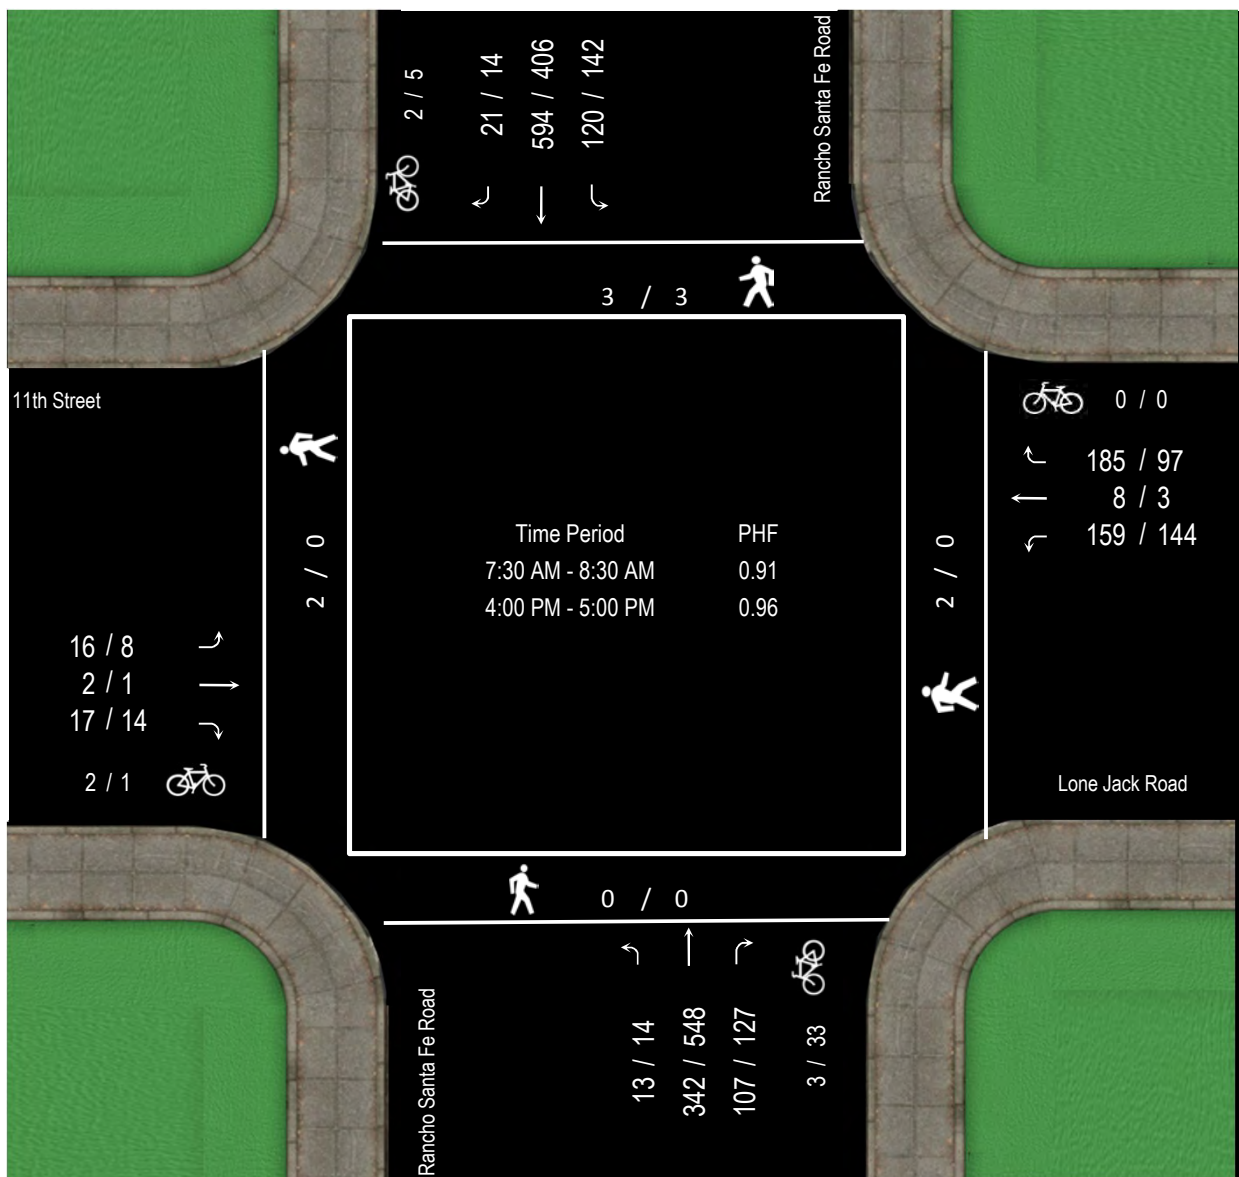 2 / 5
21 / 14
594 / 406
120 / 142
Rancho Santa Fe Road
3 / 3
11th Street
0 / 0
185 / 97
8 / 3
159 / 144
2 / 0
Time Period PHF
7:30 AM - 8:30 AM 0.91
4:00 PM - 5:00 PM 0.96
2 / 0
16 / 8
2 / 1
17 / 14
2 / 1
Lone Jack Road
0 / 0
Rancho Santa Fe Road
13 / 14
342 / 548
107 / 127
3 / 33